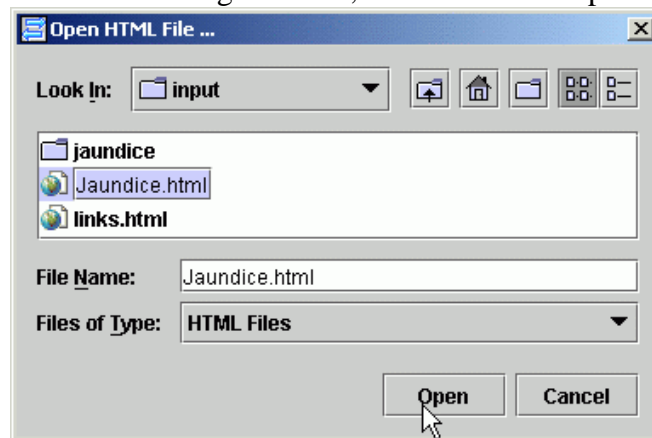 Open HTML File ...
Look In: input
jaundice
Jaundice.html
links.html
File Name: Jaundice.html
Files of Type: HTML Files
Open Cancel